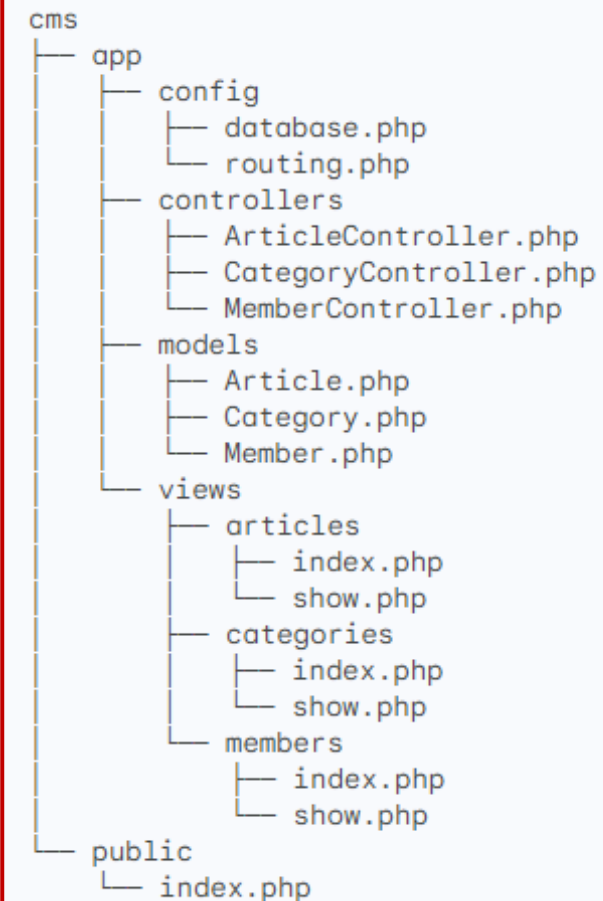 cms
├── app
│   ├── config
│   │   ├── database.php
│   │   └── routing.php
│   ├── controllers
│   │   ├── ArticleController.php
│   │   ├── CategoryController.php
│   │   └── MemberController.php
│   ├── models
│   │   ├── Article.php
│   │   ├── Category.php
│   │   └── Member.php
│   └── views
│       ├── articles
│       │   ├── index.php
│       │   └── show.php
│       ├── categories
│       │   ├── index.php
│       │   └── show.php
│       └── members
│           ├── index.php
│           └── show.php
└── public
    └── index.php